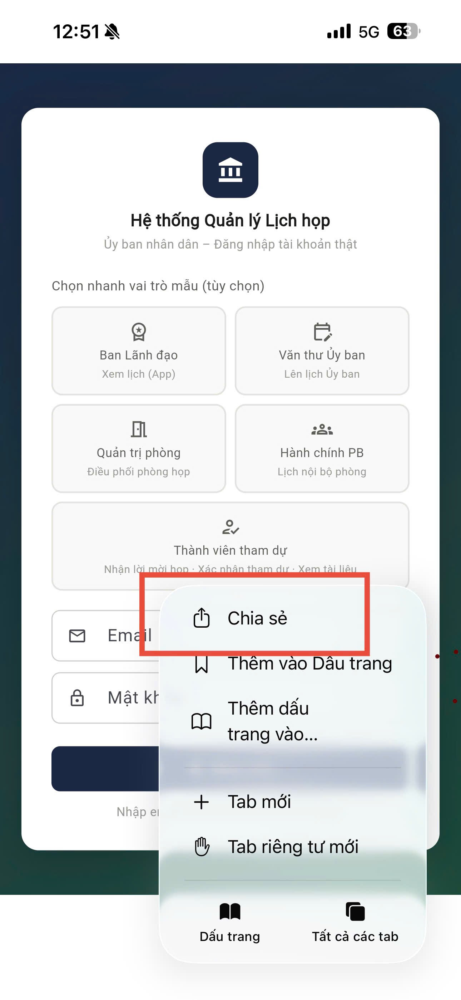 12:51
5G
63
Hệ thống Quản lý Lịch họp
Ủy ban nhân dân – Đăng nhập tài khoản thật
Chọn nhanh vai trò mẫu (tùy chọn)
Ban Lãnh đạo
Xem lịch (App)
Văn thư Ủy ban
Lên lịch Ủy ban
Quản trị phòng
Điều phối phòng họp
Hành chính PB
Lịch nội bộ phòng
Thành viên tham dự
Nhận lời mời họp · Xác nhận tham dự · Xem tài liệu
Email
Mật
Nhập
Chia sẻ
Thêm vào Dấu trang
Thêm dấu
trang vào...
Tab mới
Tab riêng tư mới
Dấu trang
Tất cả các tab